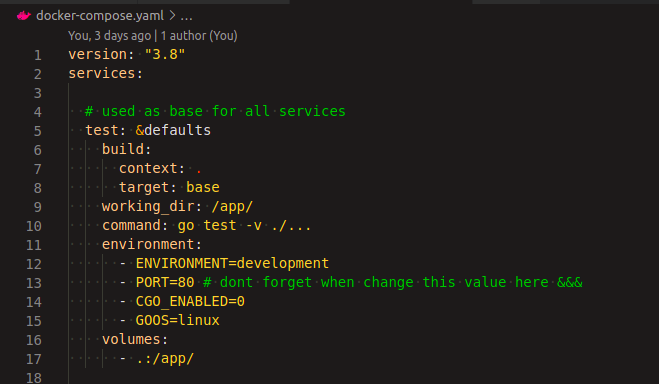 docker-compose.yaml > ...
You, 3 days ago | 1 author (You)
1 version: "3.8"
2 services:
3
4   # used as base for all services
5   test: &defaults
6     build:
7       context: .
8       target: base
9     working_dir: /app/
10     command: go test -v ./...
11     environment:
12       - ENVIRONMENT=development
13       - PORT=80 # dont forget when change this value here &&&
14       - CGO_ENABLED=0
15       - GOOS=linux
16     volumes:
17       - .:/app/
18